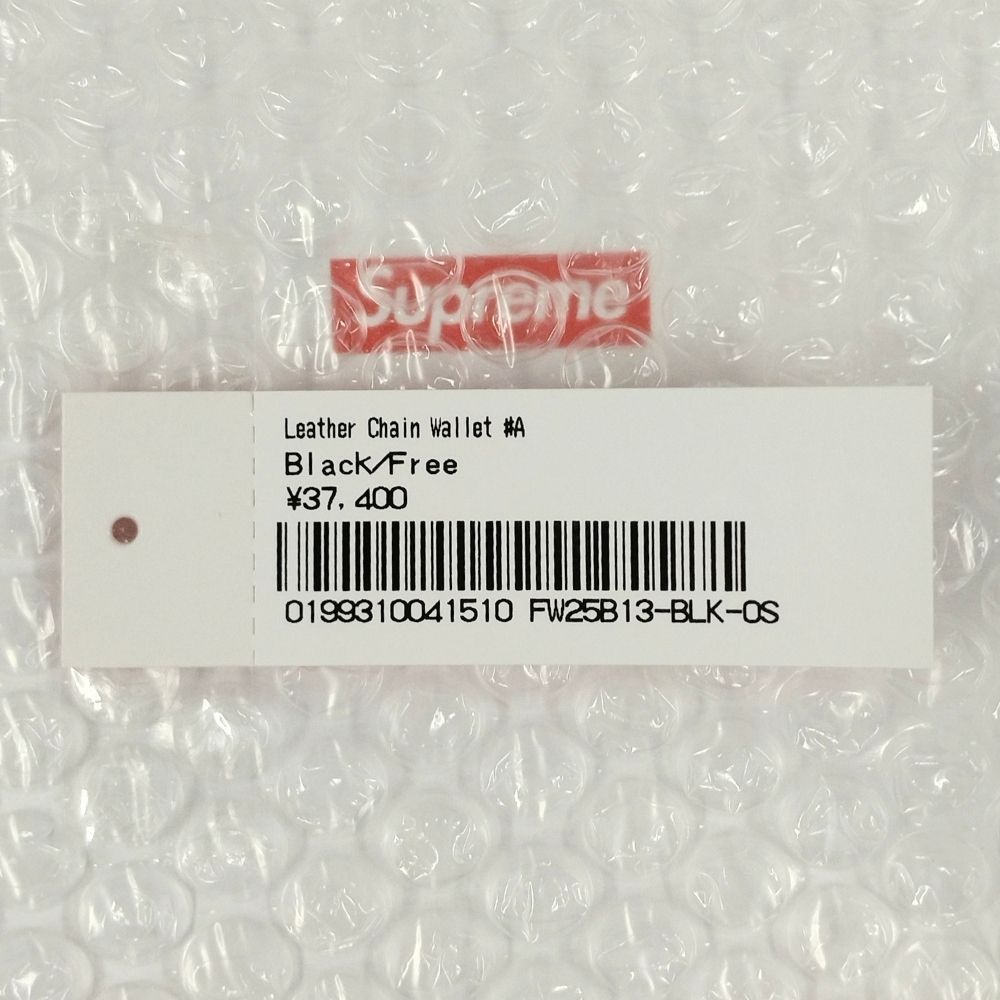 Supreme
Leather Chain Wallet #A
Black/Free
¥37,400
0199310041510 FW25B13-BLK-OS